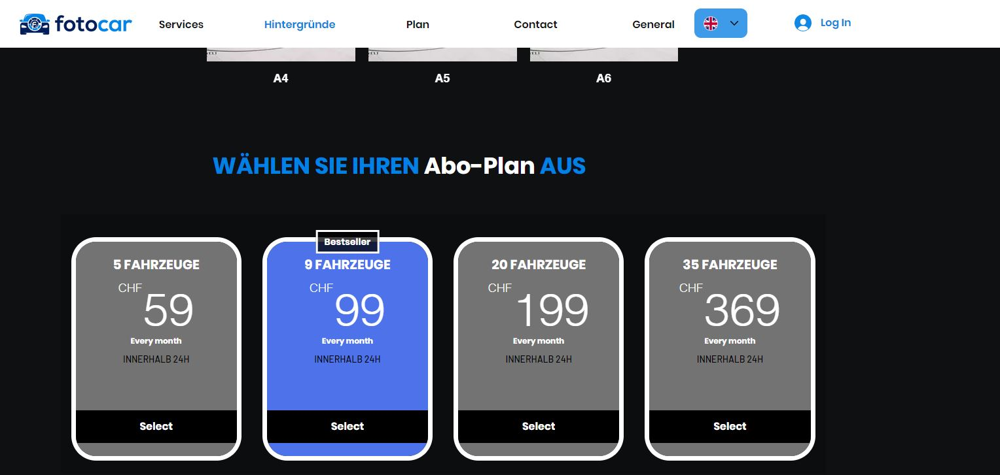 fotocar Services Hintergründe Plan Contact General Log In
A4 A5 A6
WÄHLEN SIE IHREN Abo-Plan AUS
Bestseller
5 FAHRZEUGE 9 FAHRZEUGE 20 FAHRZEUGE 35 FAHRZEUGE
CHF 59 CHF 99 CHF 199 CHF 369
Every month Every month Every month Every month
INNERHALB 24H INNERHALB 24H INNERHALB 24H INNERHALB 24H
Select Select Select Select